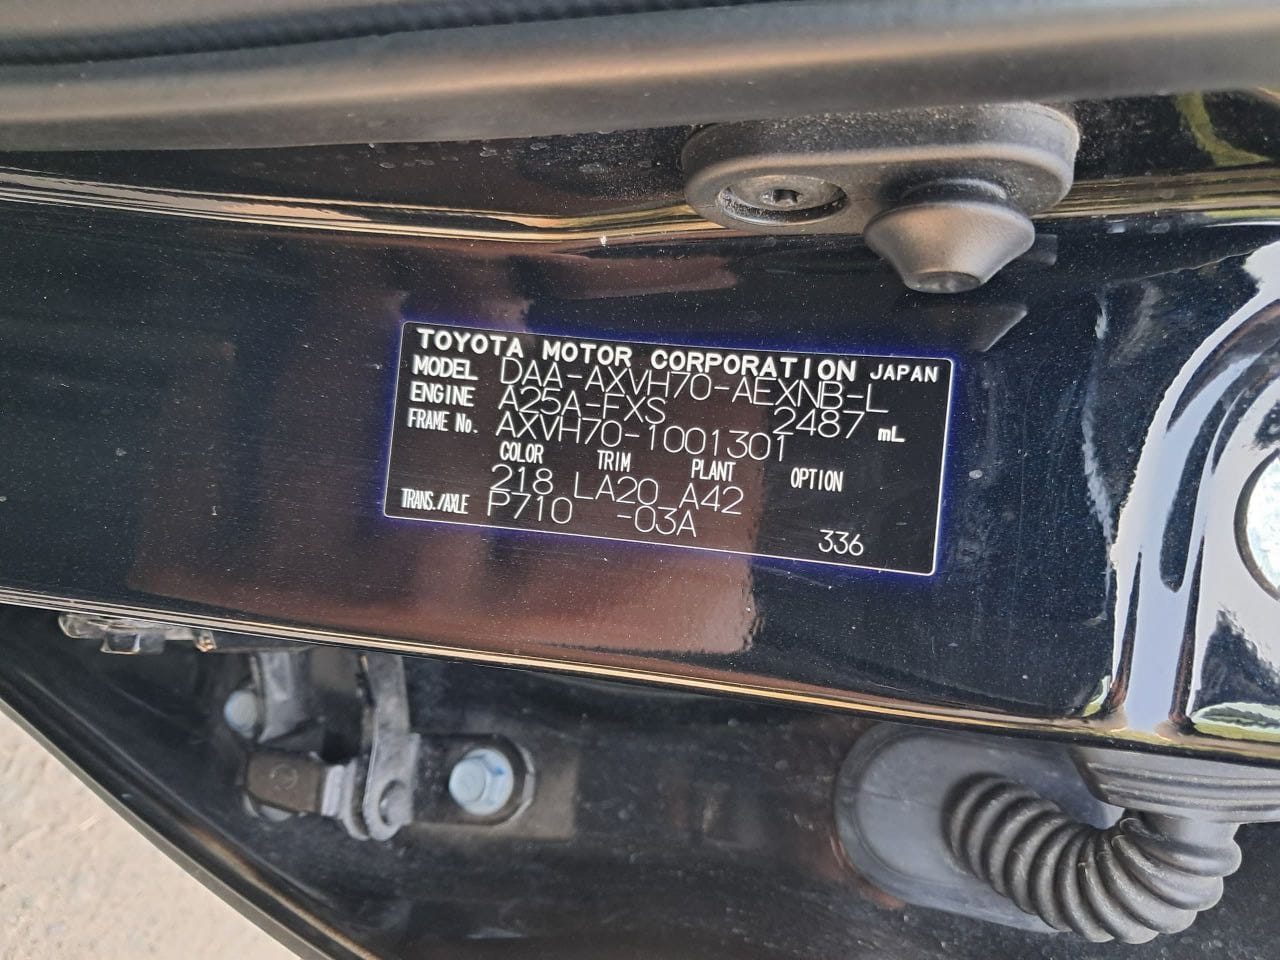 TOYOTA MOTOR CORPORATION JAPAN
MODEL DAA-AXVH70-AEXNB-L
ENGINE A25A-FXS 2487 mL
FRAME No. AXVH70-1001301
COLOR TRIM PLANT OPTION
218 LA20 A42
TRANS./AXLE P710 -03A 336